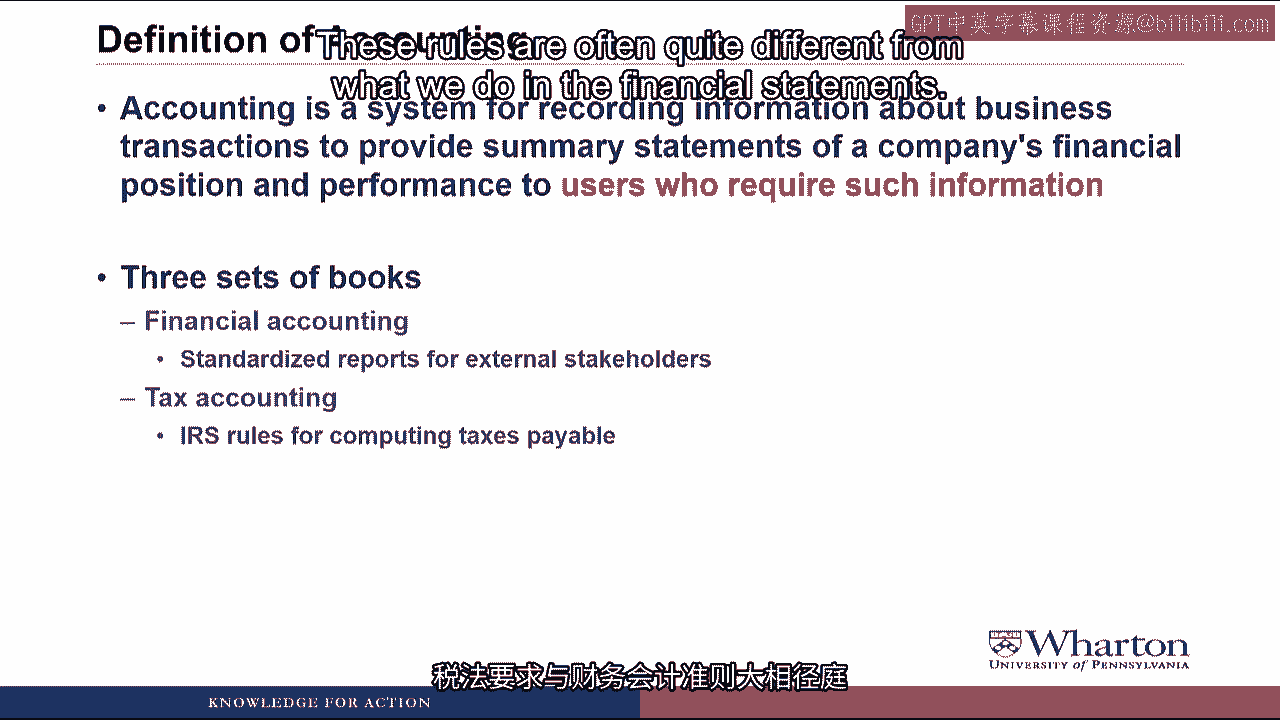 GPT中英字幕课程资源@bilibili.com
Definition of Accounting
These rules are often quite different from
what we do in the financial statements.
• Accounting is a system for recording information about business
transactions to provide summary statements of a company's financial
position and performance to users who require such information
• Three sets of books
– Financial accounting
• Standardized reports for external stakeholders
– Tax accounting
• IRS rules for computing taxes payable
Wharton
UNIVERSITY of PENNSYLVANIA
税法要求与财务会计准则大相径庭
KNOWLEDGE FOR ACTION